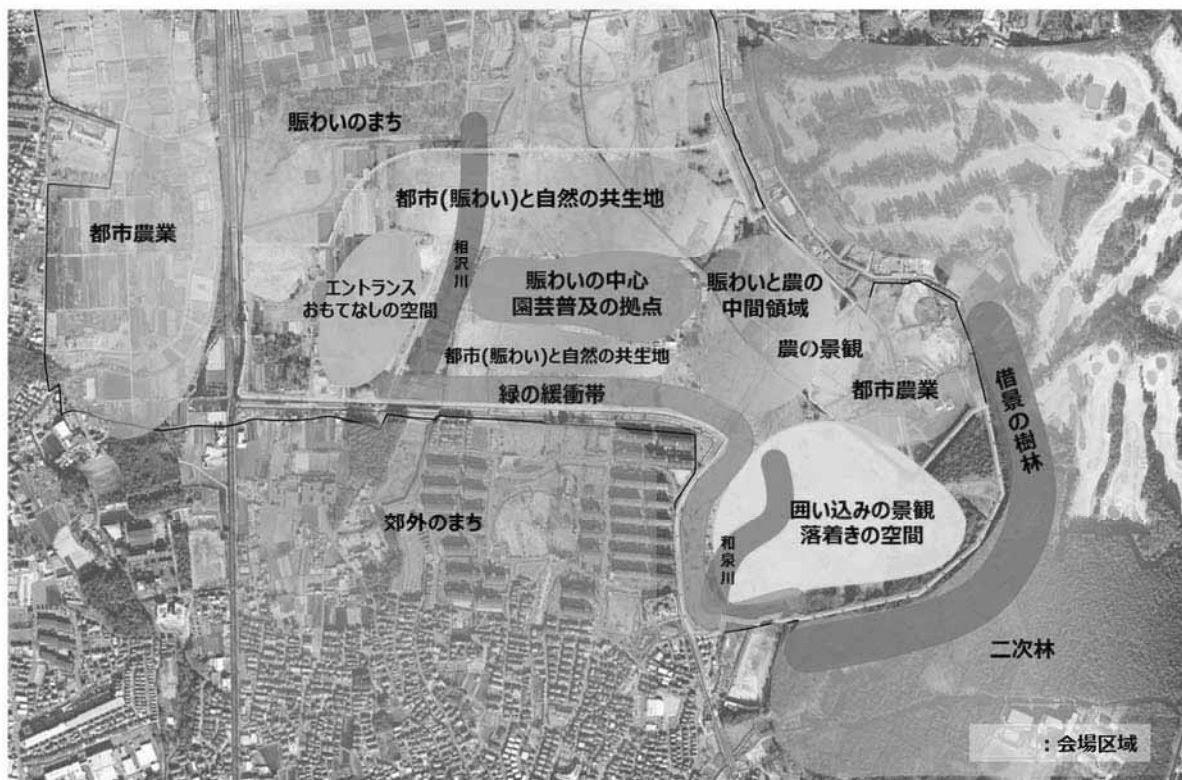 賑わいのまち
都市(賑わい)と自然の共生地
都市農業
相沢川
エントランス
おもてなしの空間
賑わいの中心
園芸普及の拠点
賑わいと農の
中間領域
都市(賑わい)と自然の共生地
農の景観
緑の緩衝帯
都市農業
借景の樹林
郊外のまち
囲い込みの景観
落着きの空間
和泉川
二次林
：会場区域